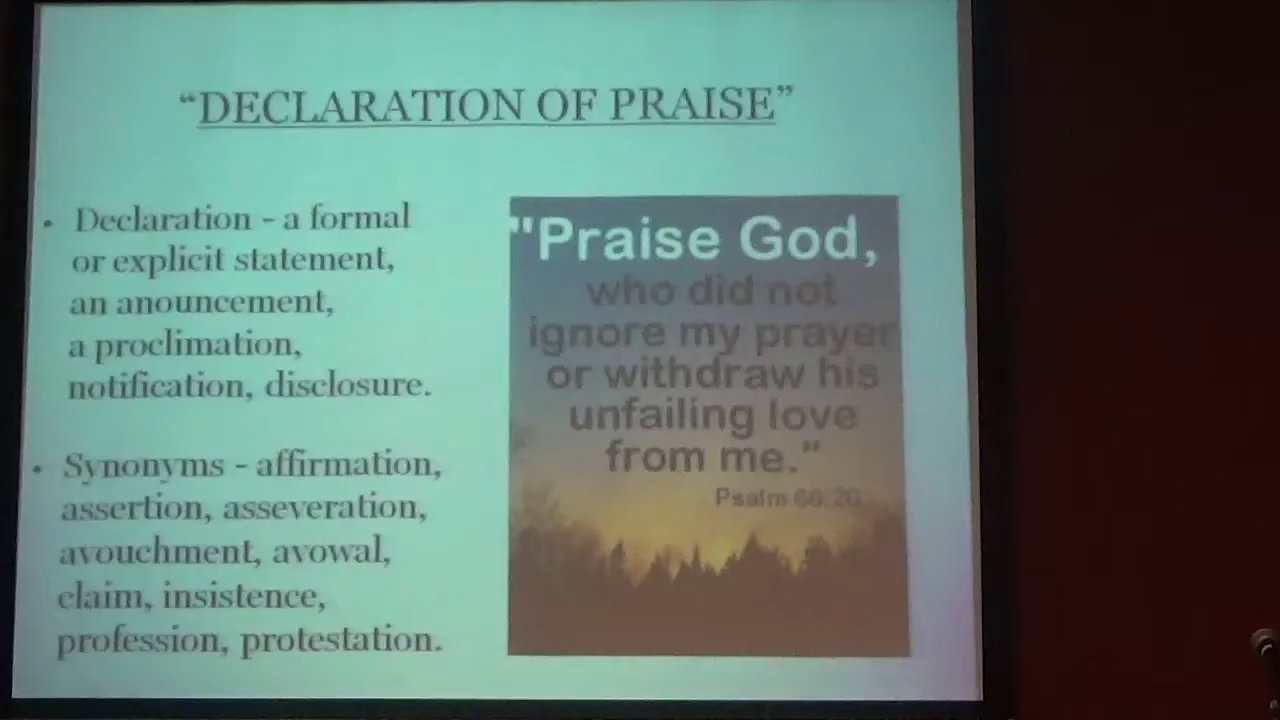 “DECLARATION OF PRAISE”
• Declaration - a formal
or explicit statement,
an anouncement,
a proclimation,
notification, disclosure.
• Synonyms - affirmation,
assertion, asseveration,
avouchment, avowal,
claim, insistence,
profession, protestation.
"Praise God,
who did not
ignore my prayer
or withdraw his
unfailing love
from me."
Psalm 66:20